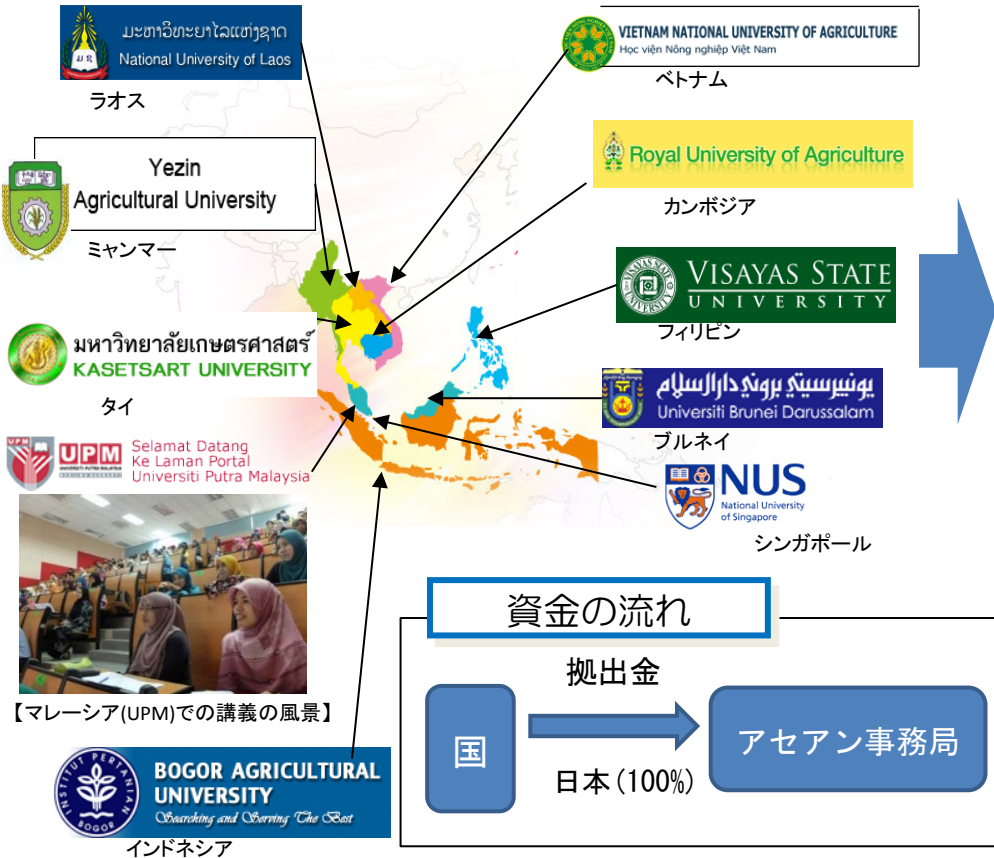 ມະຫາວິທະຍາໄລແຫ່ງຊາດ
National University of Laos
ラオス
VIETNAM NATIONAL UNIVERSITY OF AGRICULTURE
Học viện Nông nghiệp Việt Nam
ベトナム
Yezin
Agricultural University
ミャンマー
Royal University of Agriculture
カンボジア
VISAYAS STATE
UNIVERSITY
フィリピン
มหาวิทยาลัยเกษตรศาสตร์
KASETSART UNIVERSITY
タイ
يونيبرسيتي بروني دارالسلام
Universiti Brunei Darussalam
ブルネイ
UPM
UPM
UNIVERSITI PUTRA MALAYSIA
Selamat Datang
Ke Laman Portal
Universiti Putra Malaysia
NUS
National University
of Singapore
シンガポール
【マレーシア(UPM)での講義の風景】
資金の流れ
拠出金
国
アセアン事務局
日本(100%)
INSTITUT PERTANIAN
BOGOR
BOGOR AGRICULTURAL
UNIVERSITY
Searching and Serving The Best
インドネシア